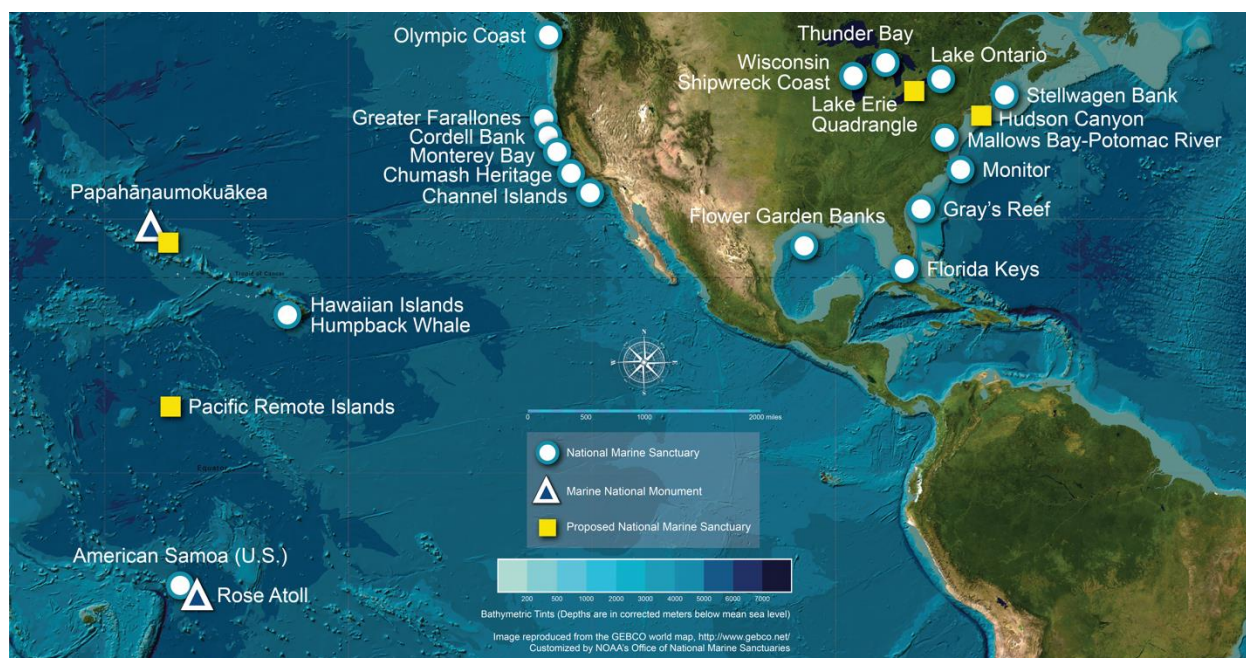 Olympic Coast
Greater Farallones
Cordell Bank
Monterey Bay
Chumash Heritage
Channel Islands
Thunder Bay
Wisconsin
Shipwreck Coast
Lake Ontario
Lake Erie
Quadrangle
Stellwagen Bank
Hudson Canyon
Mallows Bay-Potomac River
Monitor
Gray's Reef
Flower Garden Banks
Florida Keys
Papahānaumokuākea
Tropic of Cancer
Hawaiian Islands
Humpback Whale
Pacific Remote Islands
Equator
American Samoa (U.S.)
Rose Atoll
N
W
E
S
0 500 1000 2000 miles
National Marine Sanctuary
Marine National Monument
Proposed National Marine Sanctuary
200 500 1000 2000 3000 4000 5000 6000 7000
Bathymetric Tints (Depths are in corrected meters below mean sea level)
Image reproduced from the GEBCO world map, http://www.gebco.net/
Customized by NOAA's Office of National Marine Sanctuaries